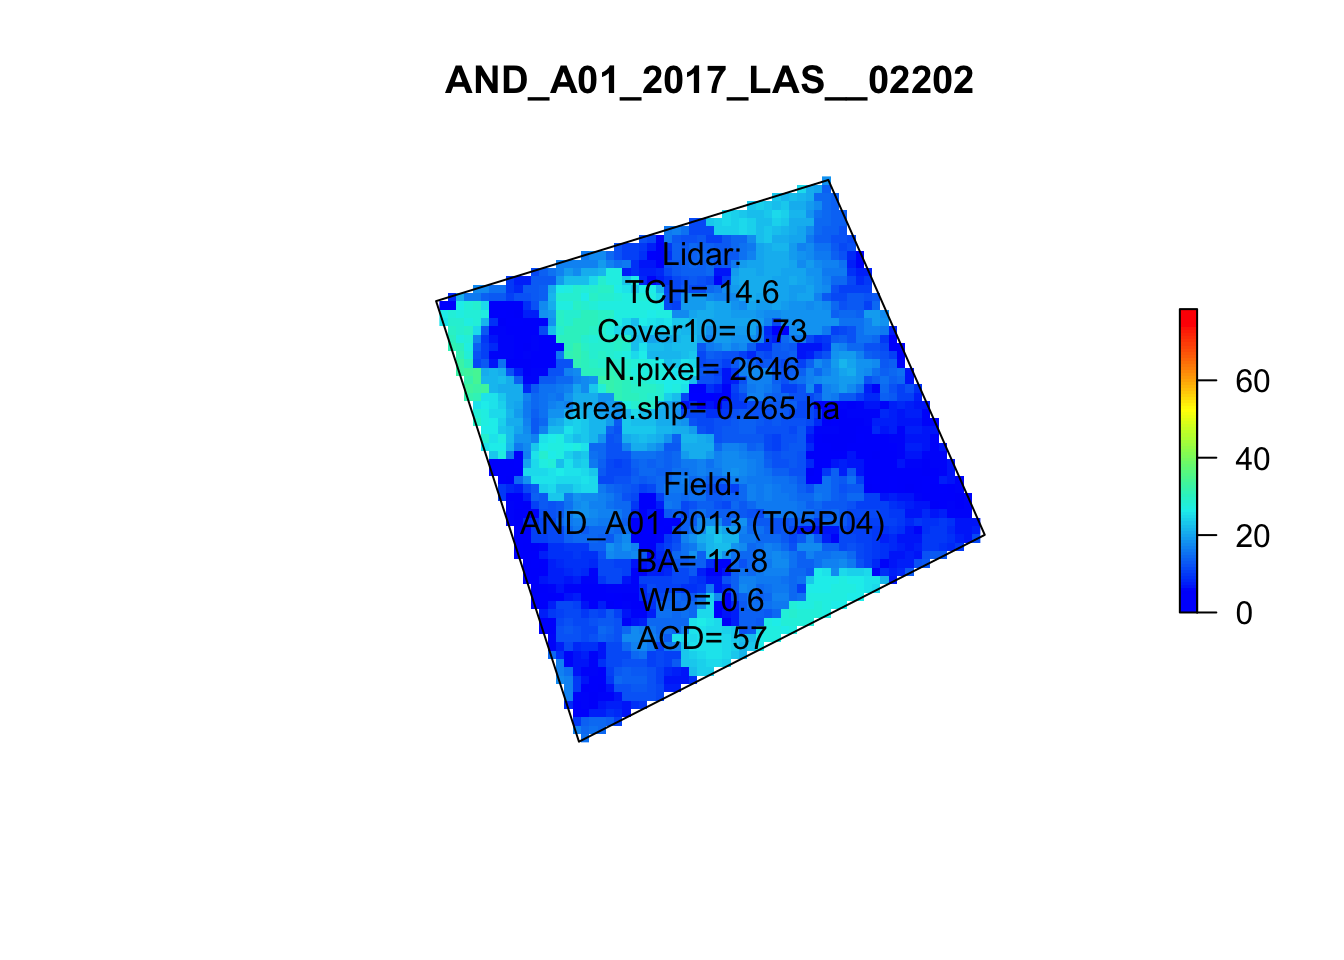 AND_A01_2017_LAS__02202
Lidar:
TCH= 14.6
Cover10= 0.73
N.pixel= 2646
area.shp= 0.265 ha
Field:
AND_A01 2013 (T05P04)
BA= 12.8
WD= 0.6
ACD= 57
60
40
20
0